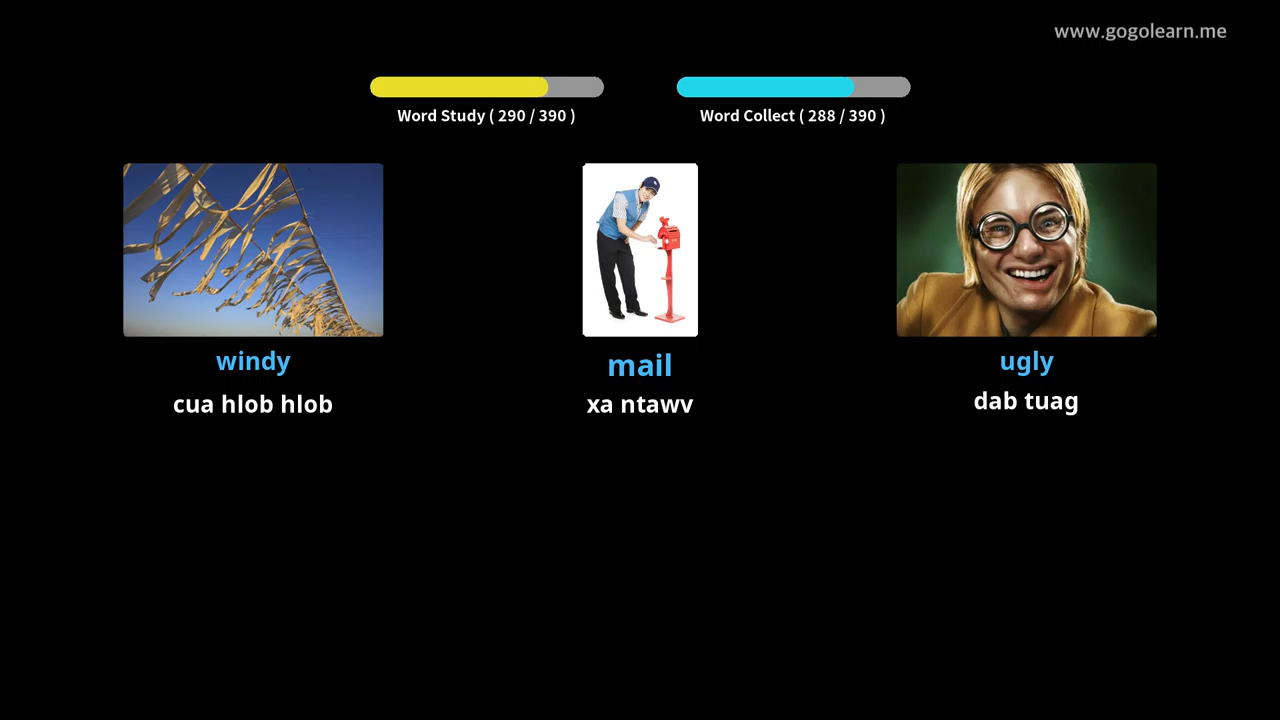 www.gogolearn.me
Word Study ( 290 / 390 )
Word Collect ( 288 / 390 )
windy
cua hlob hlob
mail
xa ntawv
ugly
dab tuag